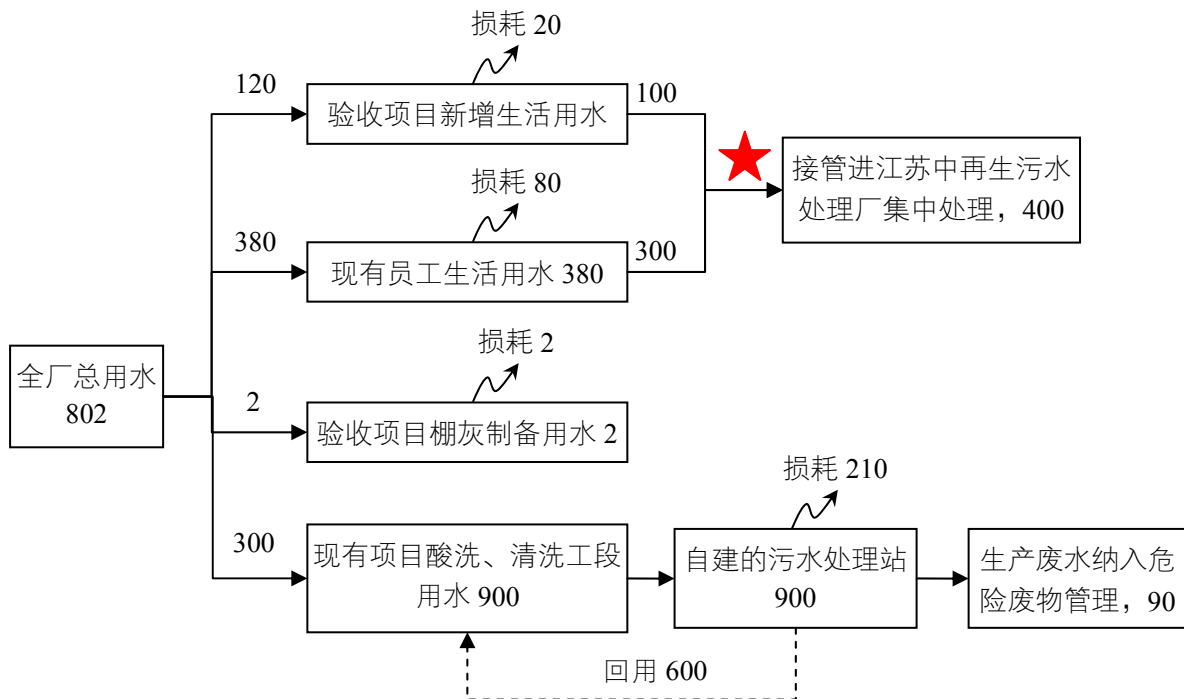 损耗 20
120
验收项目新增生活用水
100
接管进江苏中再生污水
处理厂集中处理，400
损耗 80
380
现有员工生活用水 380
300
全厂总用水
802
损耗 2
2
验收项目棚灰制备用水 2
损耗 210
300
现有项目酸洗、清洗工段
用水 900
自建的污水处理站
900
生产废水纳入危
险废物管理，90
回用 600